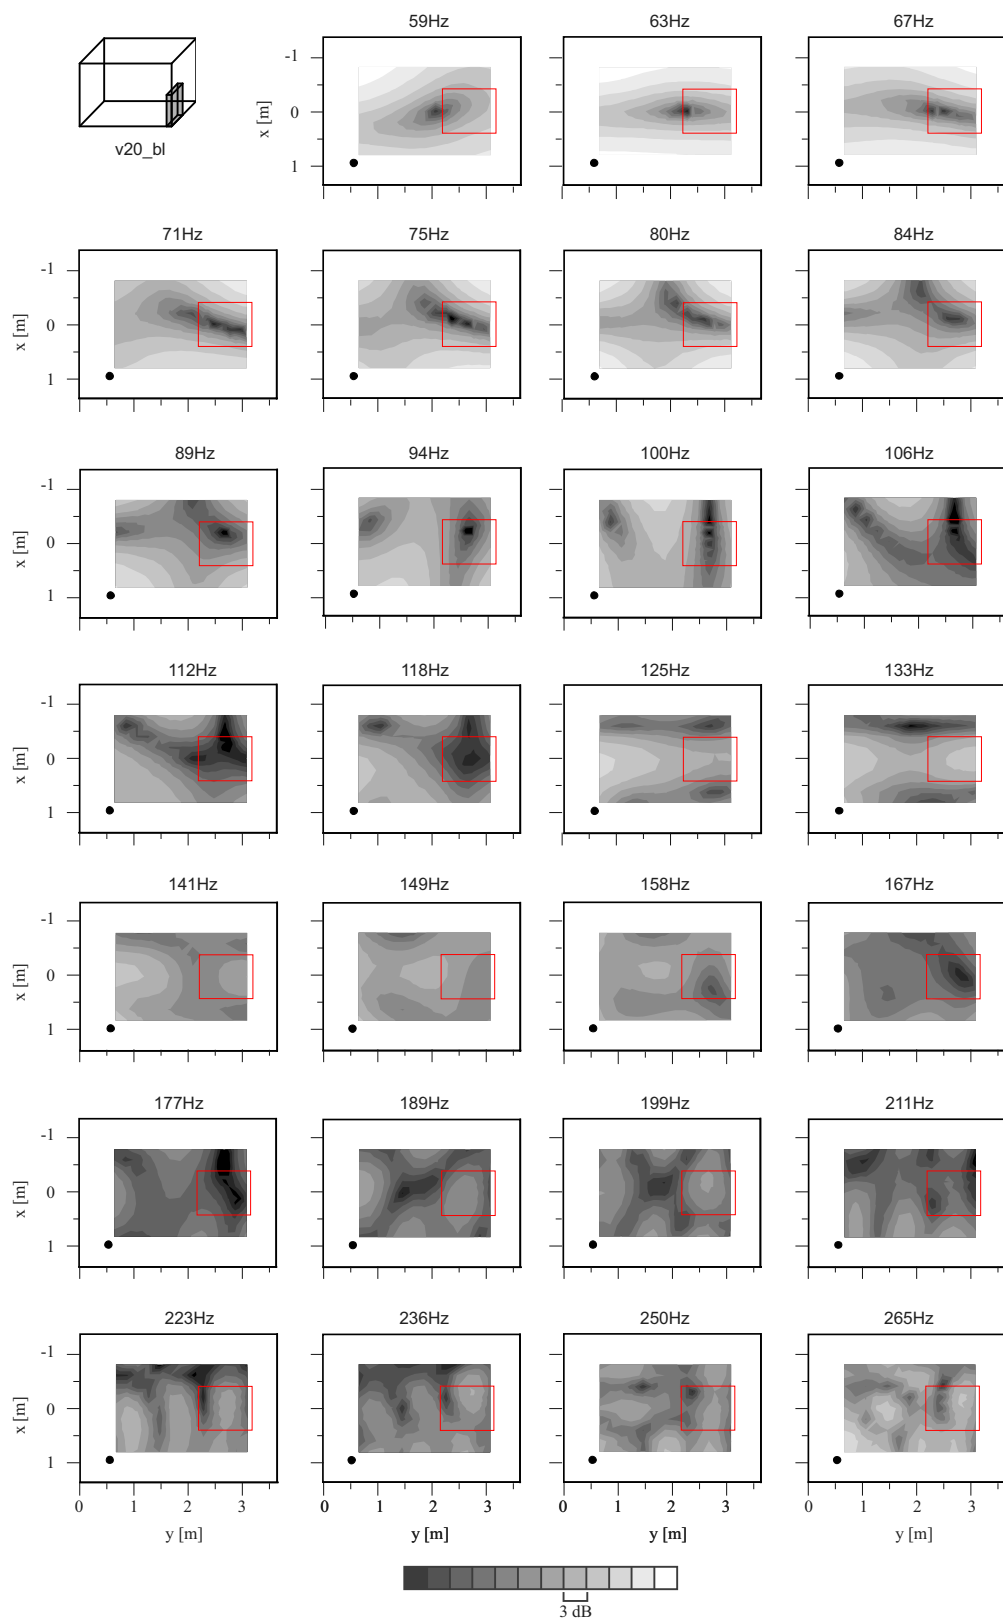 59Hz 63Hz 67Hz
v20_bl
x [m] -1 0 1
71Hz 75Hz 80Hz 84Hz
x [m] -1 0 1
89Hz 94Hz 100Hz 106Hz
x [m] -1 0 1
112Hz 118Hz 125Hz 133Hz
x [m] -1 0 1
141Hz 149Hz 158Hz 167Hz
x [m] -1 0 1
177Hz 189Hz 199Hz 211Hz
x [m] -1 0 1
223Hz 236Hz 250Hz 265Hz
x [m] -1 0 1
0 1 2 3 0 1 2 3 0 1 2 3 0 1 2 3
y [m] y [m] y [m] y [m]
3 dB